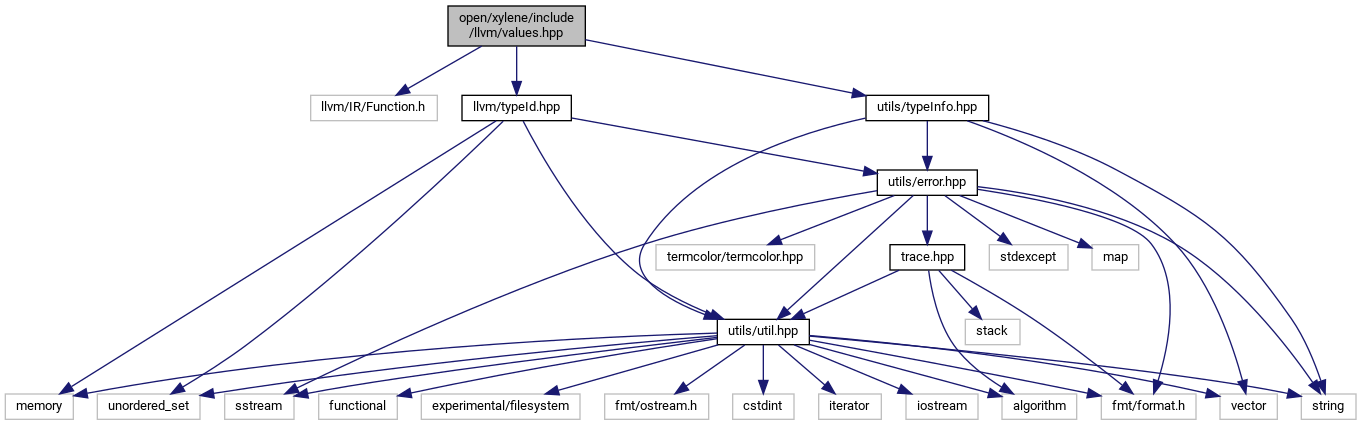 open/xylene/include
/llvm/values.hpp
llvm/IR/Function.h
llvm/typeId.hpp
utils/typeInfo.hpp
utils/error.hpp
termcolor/termcolor.hpp
trace.hpp
stdexcept
map
stack
utils/util.hpp
memory
unordered_set
sstream
functional
experimental/filesystem
fmt/ostream.h
cstdint
iterator
iostream
algorithm
fmt/format.h
vector
string